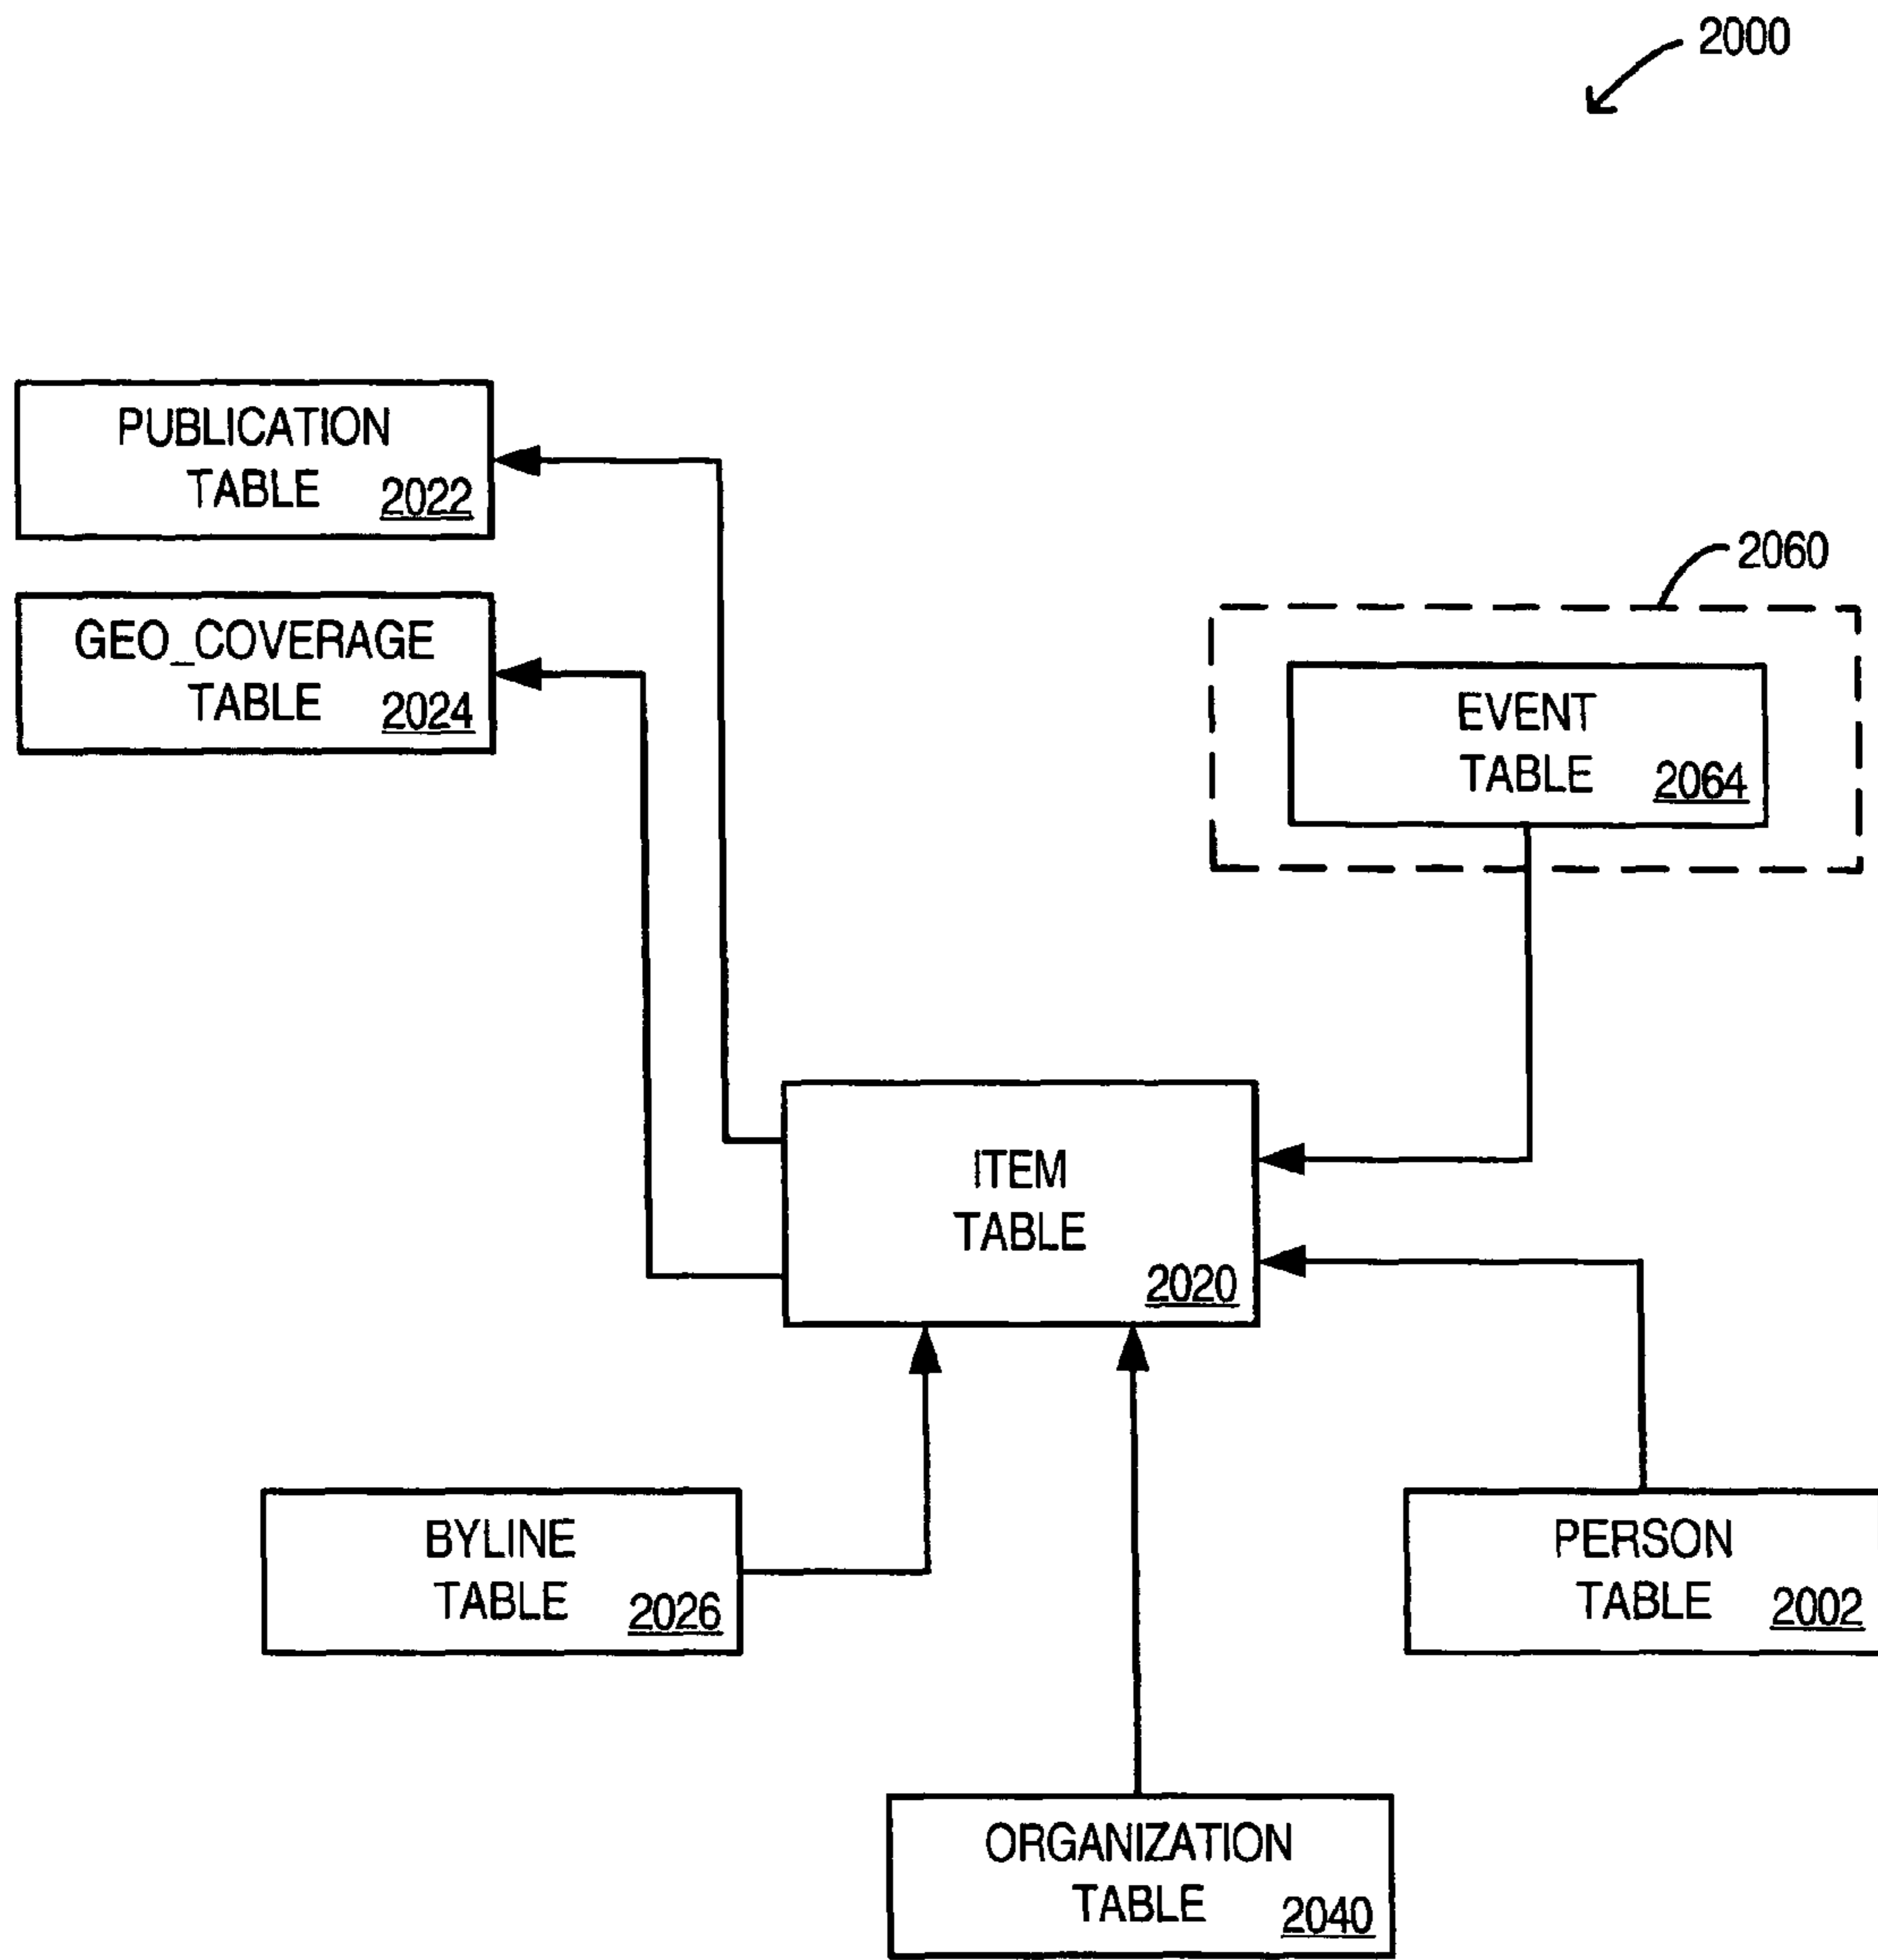 2000
PUBLICATION
TABLE 2022
GEO_COVERAGE
TABLE 2024
2060
EVENT
TABLE 2064
ITEM
TABLE
2020
BYLINE
TABLE 2026
PERSON
TABLE 2002
ORGANIZATION
TABLE 2040